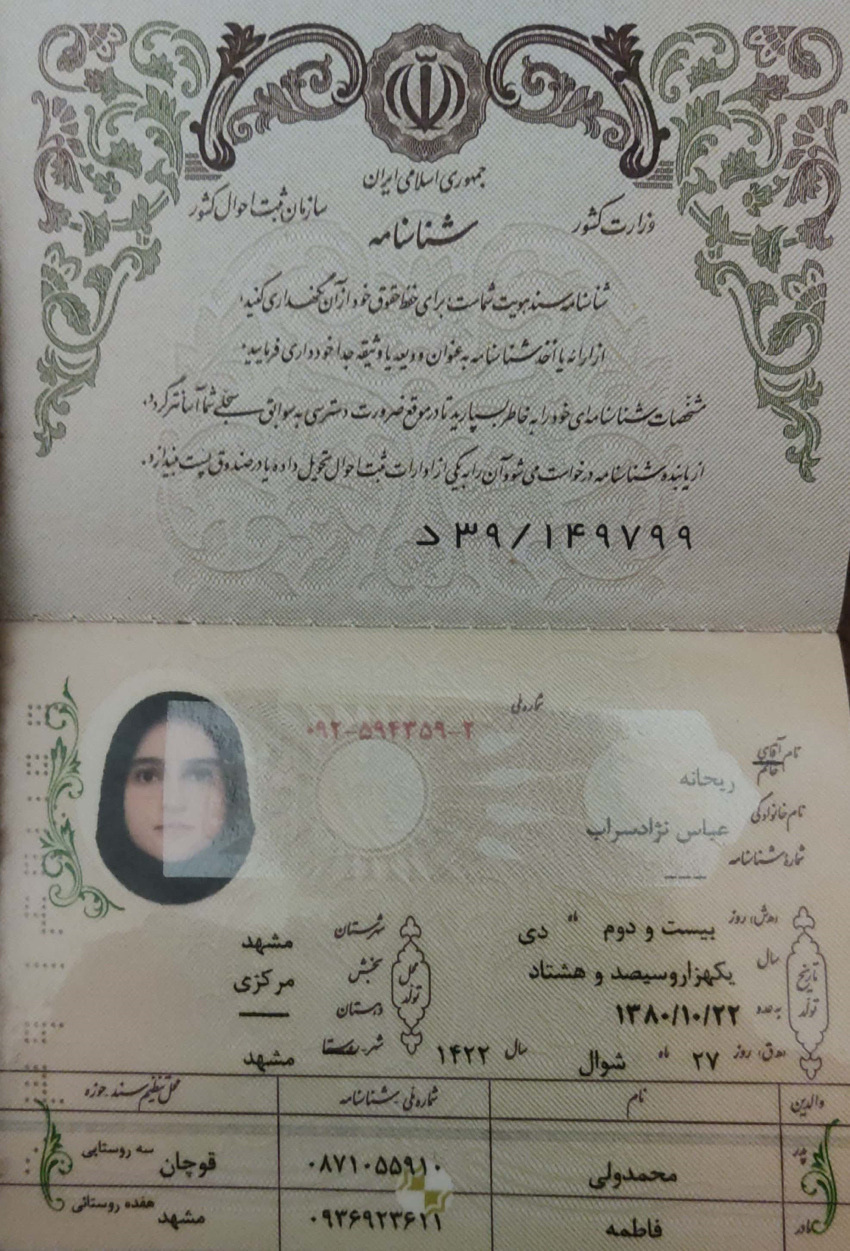 جمهوری اسلامی ایران
وزارت کشور
سازمان ثبت احوال کشور
شناسنامه
شناسنامه سند هویت شماست، برای حفظ حقوق خود از آن نگهداری کنید.
از ارائه یا أخذ شناسنامه به عنوان ودیعه یا وثیقه جداً خودداری فرمایید.
مشخصات شناسنامه‌ای خود را به خاطر بسپارید تا در موقع ضرورت دسترسی به سوابق سجلی شما آسانتر گردد.
از یابنده شناسنامه درخواست می‌شود آن را به یکی از ادارات ثبت احوال تحویل داده یا در صندوق پست بیندازد.
د ۳۹/۱۴۹۷۹۹
شماره ملی
۰۹۲-۵۹۴۳۵۹-۲
نام آقای خانم ریحانه
نام خانوادگی عباس نژادسراب
شماره شناسنامه ---
تاریخ تولد
(ه‍.ش) روز بیست و دوم ماه دی
سال یکهزاروسیصد و هشتاد
به عدد ۱۳۸۰/۱۰/۲۲
(ه‍.ق) روز ۲۷ ماه شوال سال ۱۴۲۲
محل تولد
شهرستان مشهد
بخش مرکزی
دهستان —
شهر-روستا مشهد
والدین نام شماره ملی شناسنامه محل تنظیم سند حوزه
پدر محمدولی ۰۸۷۱۰۵۵۹۱۰ قوچان سه روستایی
مادر فاطمه ۰۹۳۶۹۲۳۶۱۱ مشهد هفده روستائی